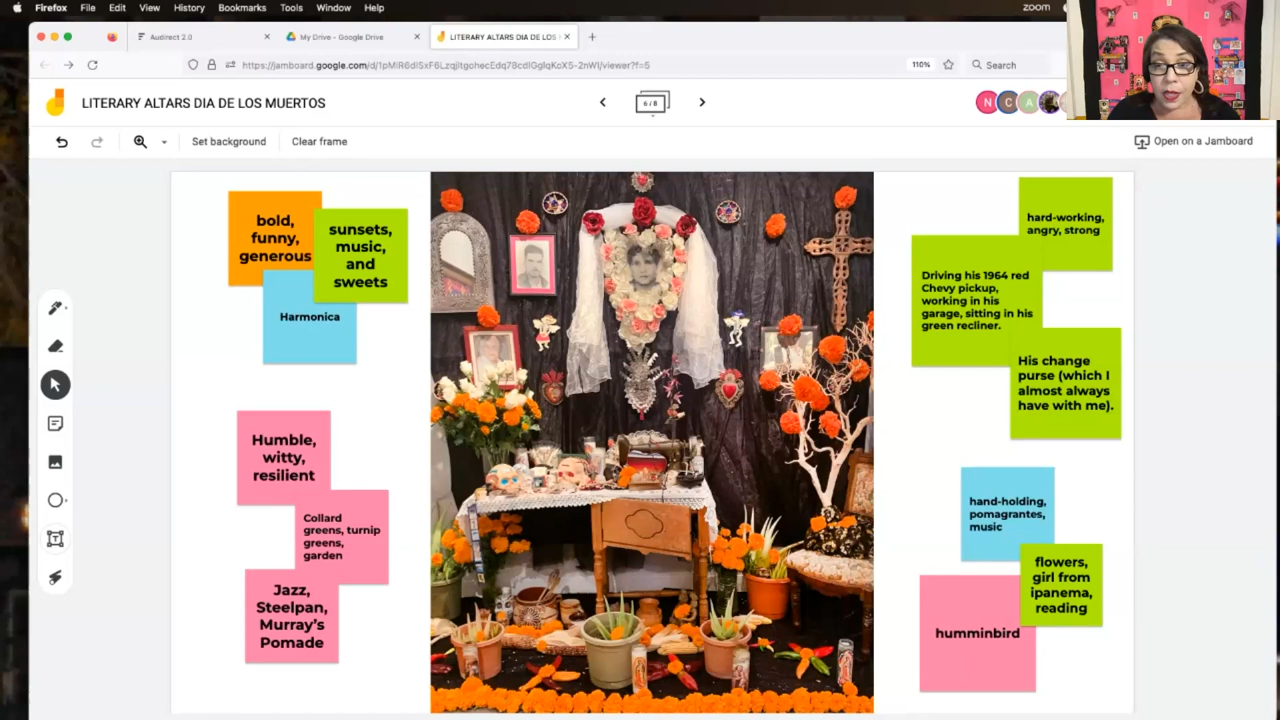 Firefox File Edit View History Bookmarks Tools Window Help
zoom
Audirect 2.0
My Drive - Google Drive
LITERARY ALTARS DIA DE LOS
110%
Search
LITERARY ALTARS DIA DE LOS MUERTOS
6 / 8
N C A
Set background
Clear frame
Open on a Jamboard
bold,
funny,
generous
sunsets,
music,
and
sweets
Harmonica
Humble,
witty,
resilient
Collard
greens, turnip
greens,
garden
Jazz,
Steelpan,
Murray's
Pomade
hard-working,
angry, strong
Driving his 1964 red
Chevy pickup,
working in his
garage, sitting in his
green recliner.
His change
purse (which I
almost always
have with me).
hand-holding,
pomagrantes,
music
flowers,
girl from
ipanema,
reading
humminbird